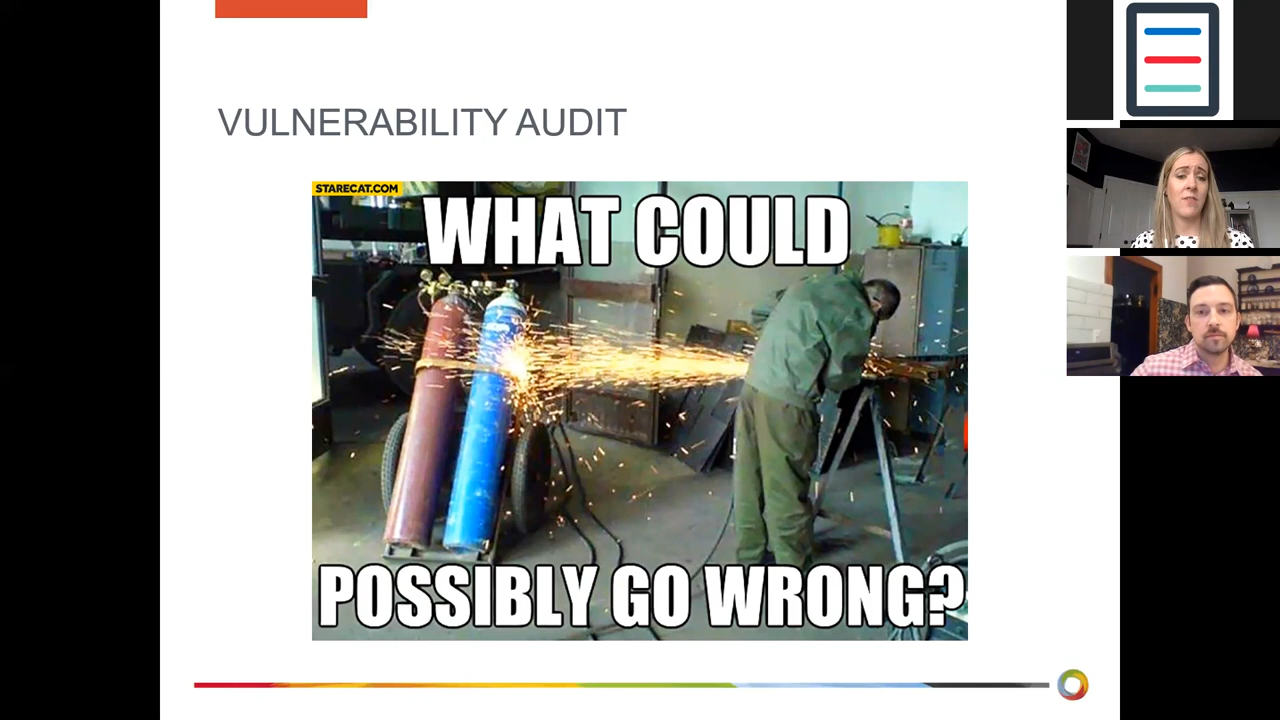 VULNERABILITY AUDIT
STARECAT.COM
WHAT COULD
POSSIBLY GO WRONG?